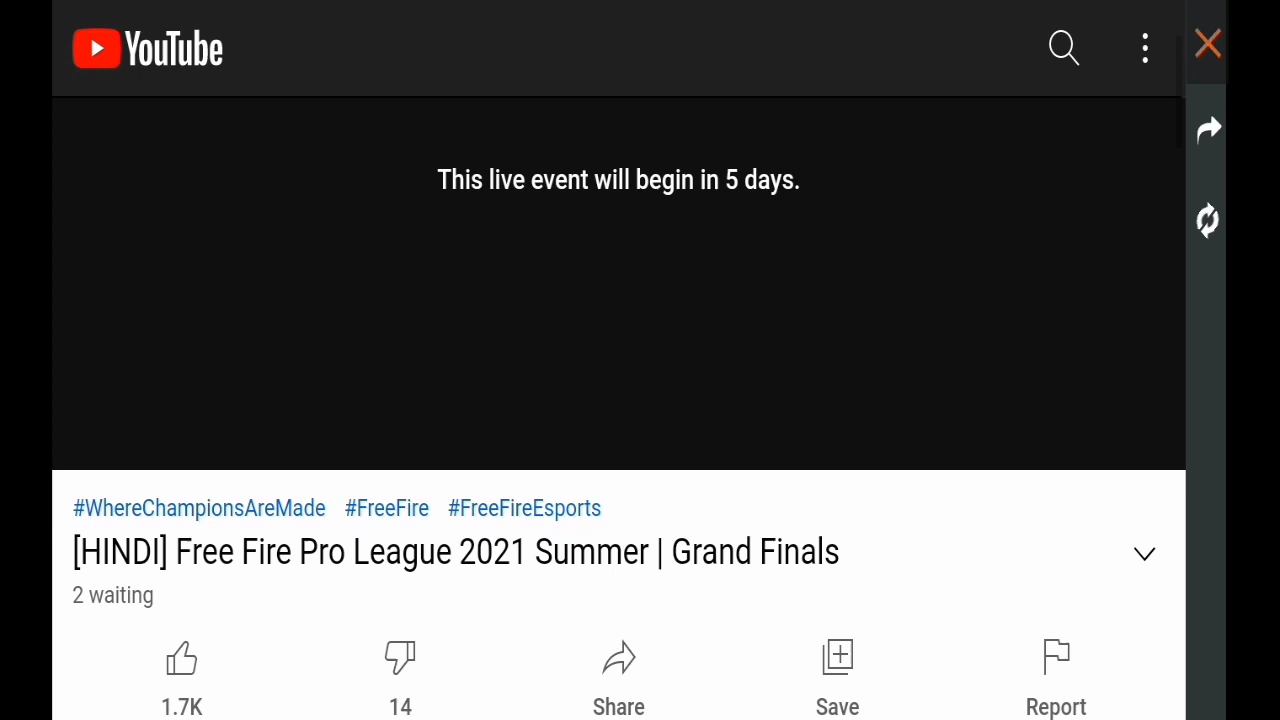 YouTube
This live event will begin in 5 days.
#WhereChampionsAreMade #FreeFire #FreeFireEsports
[HINDI] Free Fire Pro League 2021 Summer | Grand Finals
2 waiting
1.7K 14 Share Save Report